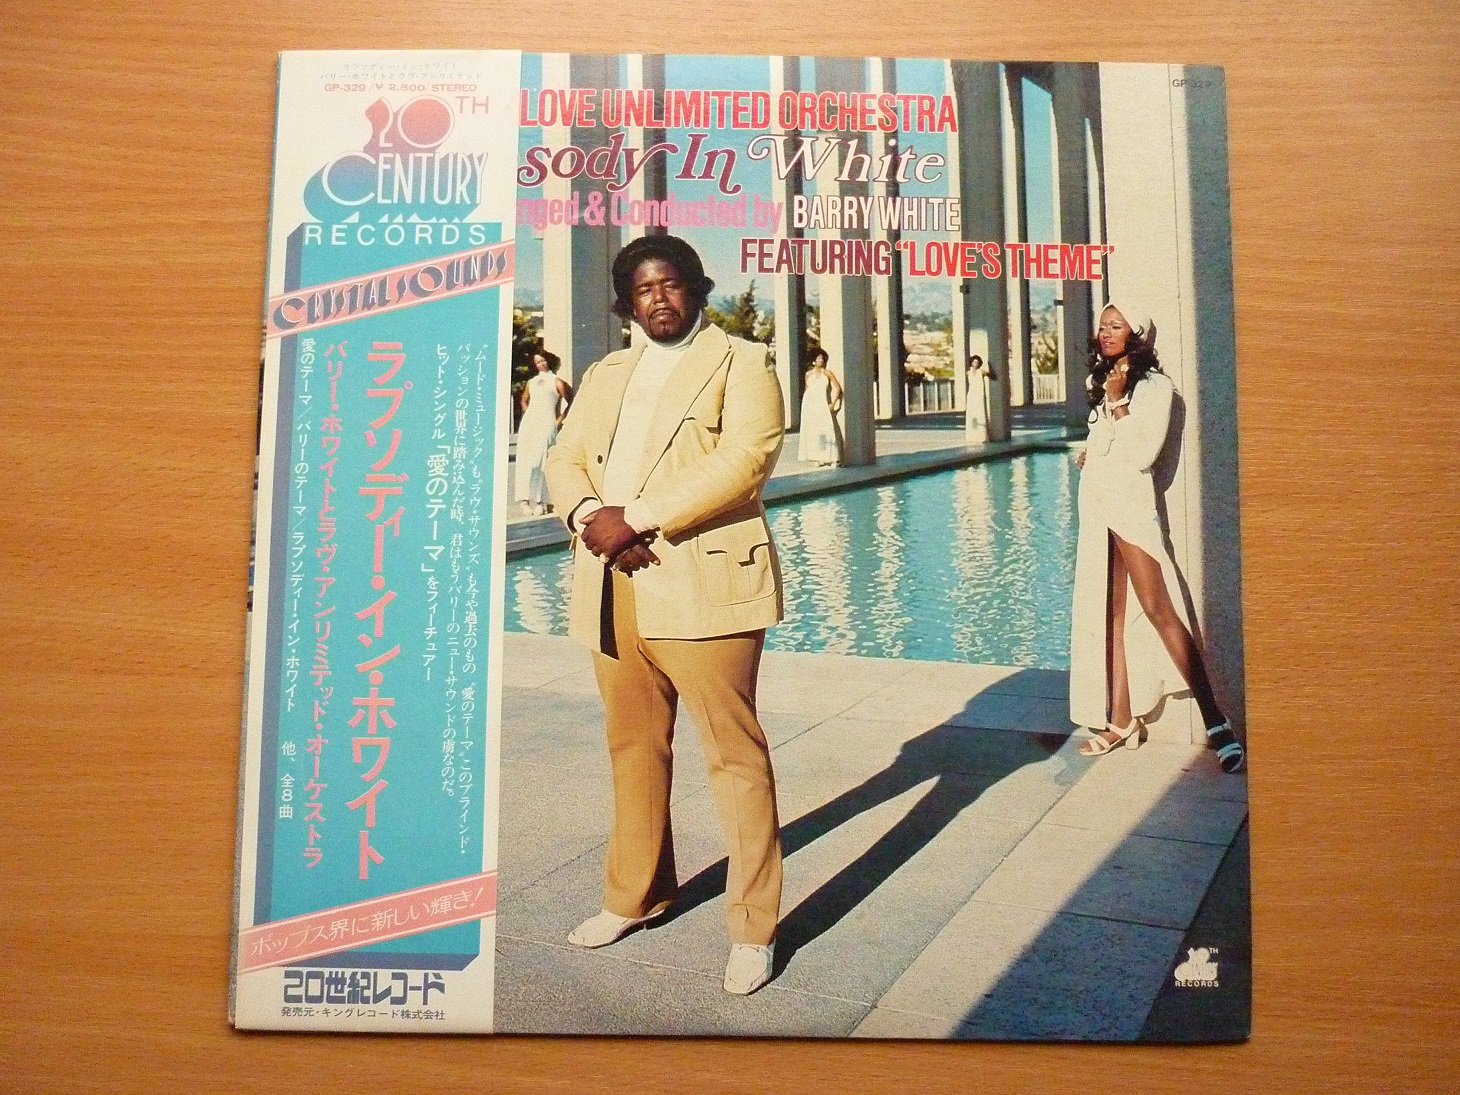 ラプソディー・イン・ホワイト
バリー・ホワイトとラヴ・アンリミテッド
GP-329/¥2,500/STEREO
20TH
CENTURY
RECORDS
CRYSTAL SOUNDS
"ムード・ミュージック"も"ラヴ・サウンズ"も今や過去のもの "愛のテーマ"このブラインド・
パッションの世界に踏み込んだ時、君はもうバリーのニュー・サウンドの虜なのだ。
ヒット・シングル「愛のテーマ」をフィーチュアー
ラプソディー・イン・ホワイト
バリー・ホワイトとラヴ・アンリミテッド・オーケストラ
愛のテーマ/バリーのテーマ/ラプソディー・イン・ホワイト 他、全8曲
ポップス界に新しい輝き!
20世紀レコード
発売元・キングレコード株式会社
LOVE UNLIMITED ORCHESTRA
sody In White
nged & Conducted by BARRY WHITE
FEATURING "LOVE'S THEME"
GP-329
20TH
CENTURY
RECORDS